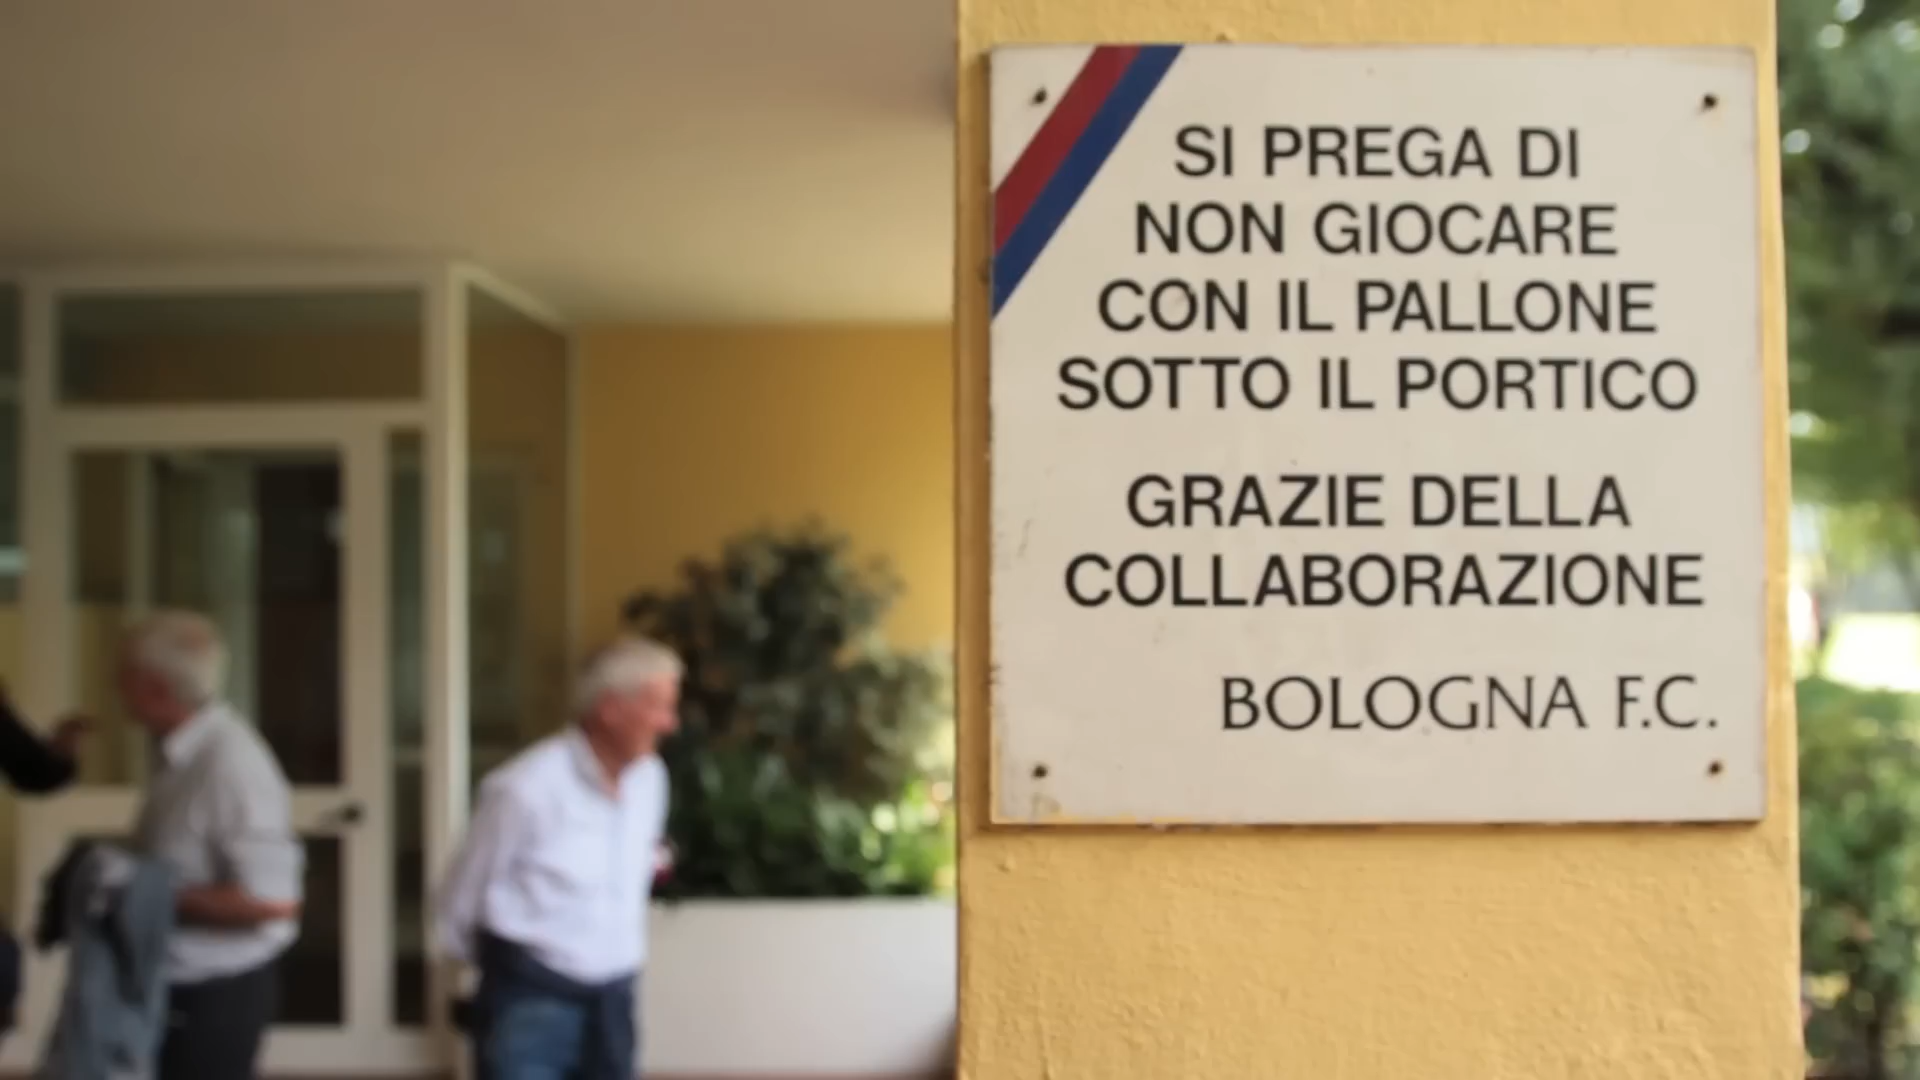 SI PREGA DI
NON GIOCARE
CON IL PALLONE
SOTTO IL PORTICO
GRAZIE DELLA
COLLABORAZIONE
BOLOGNA F.C.